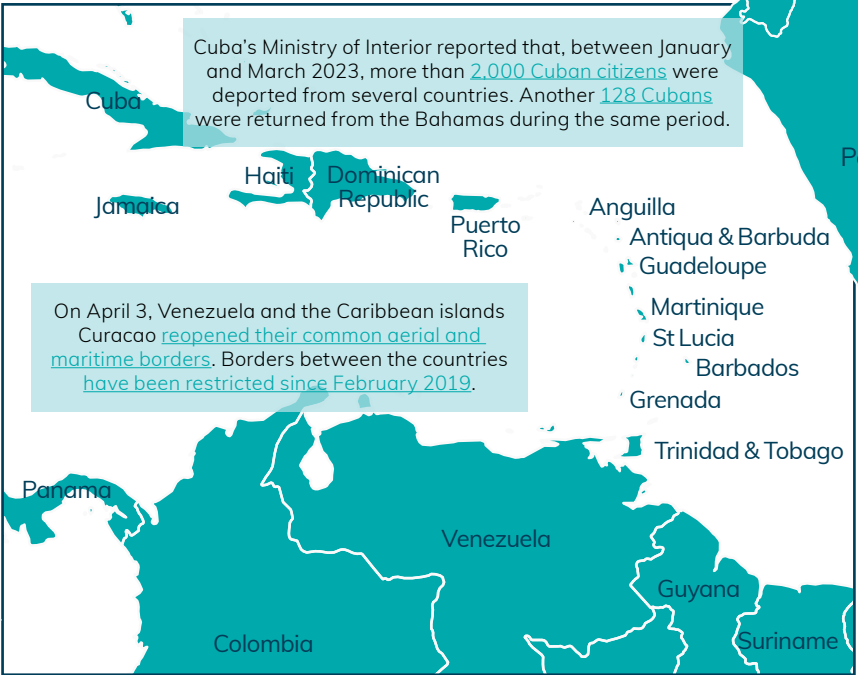 Cuba's Ministry of Interior reported that, between January
and March 2023, more than 2,000 Cuban citizens were
deported from several countries. Another 128 Cubans
were returned from the Bahamas during the same period.
Cuba
Haiti
Dominican
Republic
Jamaica
Puerto
Rico
Anguilla
Antiqua & Barbuda
Guadeloupe
Martinique
St Lucia
Barbados
Grenada
Trinidad & Tobago
On April 3, Venezuela and the Caribbean islands
Curacao reopened their common aerial and
maritime borders. Borders between the countries
have been restricted since February 2019.
Panama
Venezuela
Guyana
Suriname
Colombia